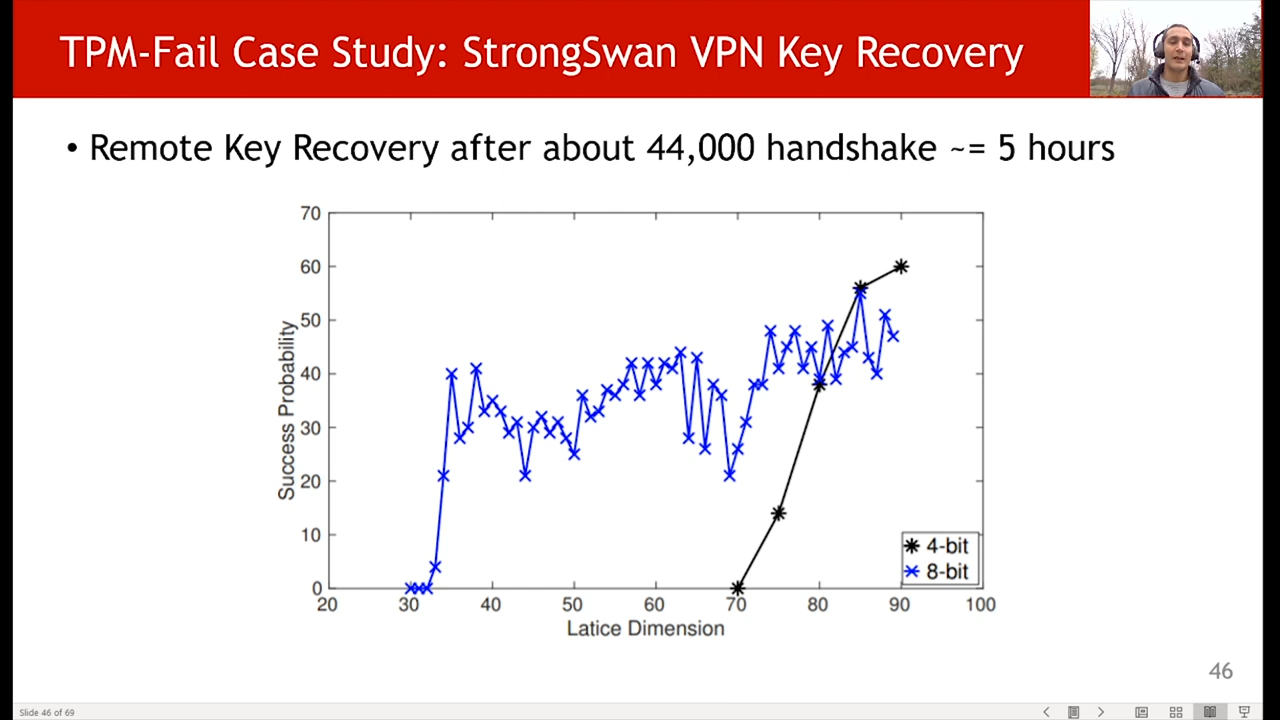 TPM-Fail Case Study: StrongSwan VPN Key Recovery
• Remote Key Recovery after about 44,000 handshake ~= 5 hours
70
60
50
40
30
20
10
0
Success Probability
20 30 40 50 60 70 80 90 100
Latice Dimension
4-bit
8-bit
46
Slide 46 of 69